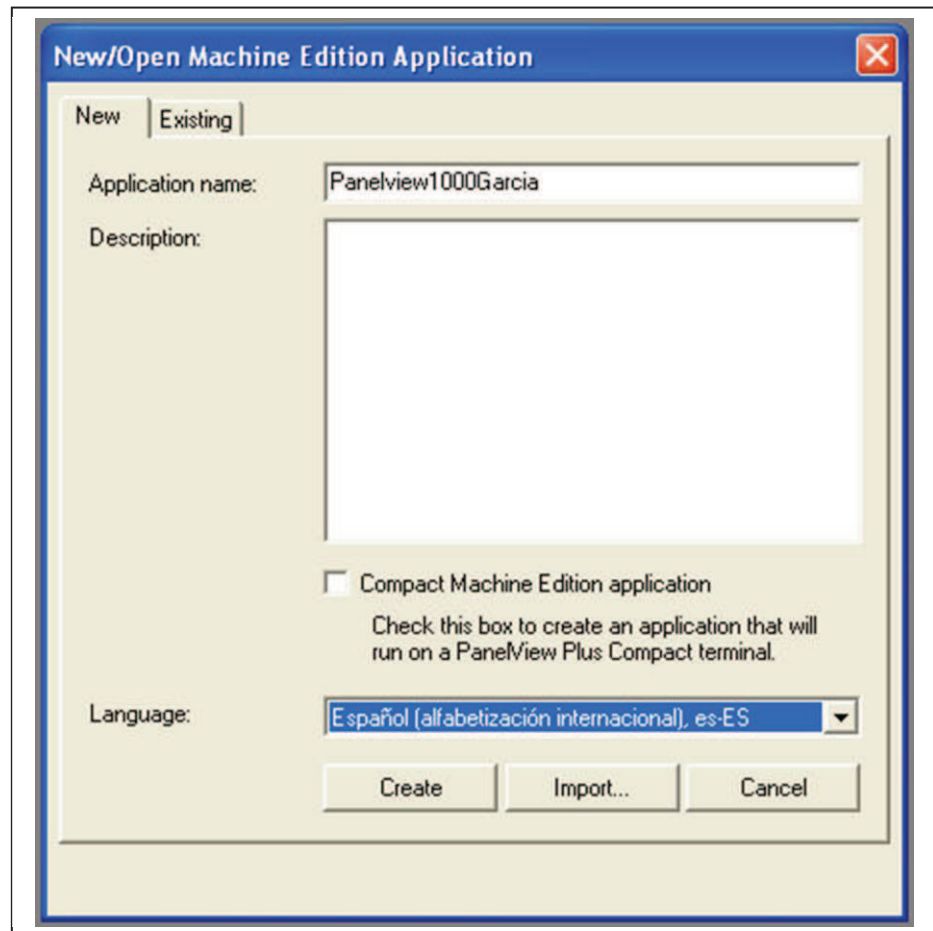 New/Open Machine Edition Application
New
Existing
Application name:
Panelview1000Garcia
Description:
Compact Machine Edition application
Check this box to create an application that will
run on a PanelView Plus Compact terminal.
Language:
Español (alfabetización internacional), es-ES
Create
Import...
Cancel